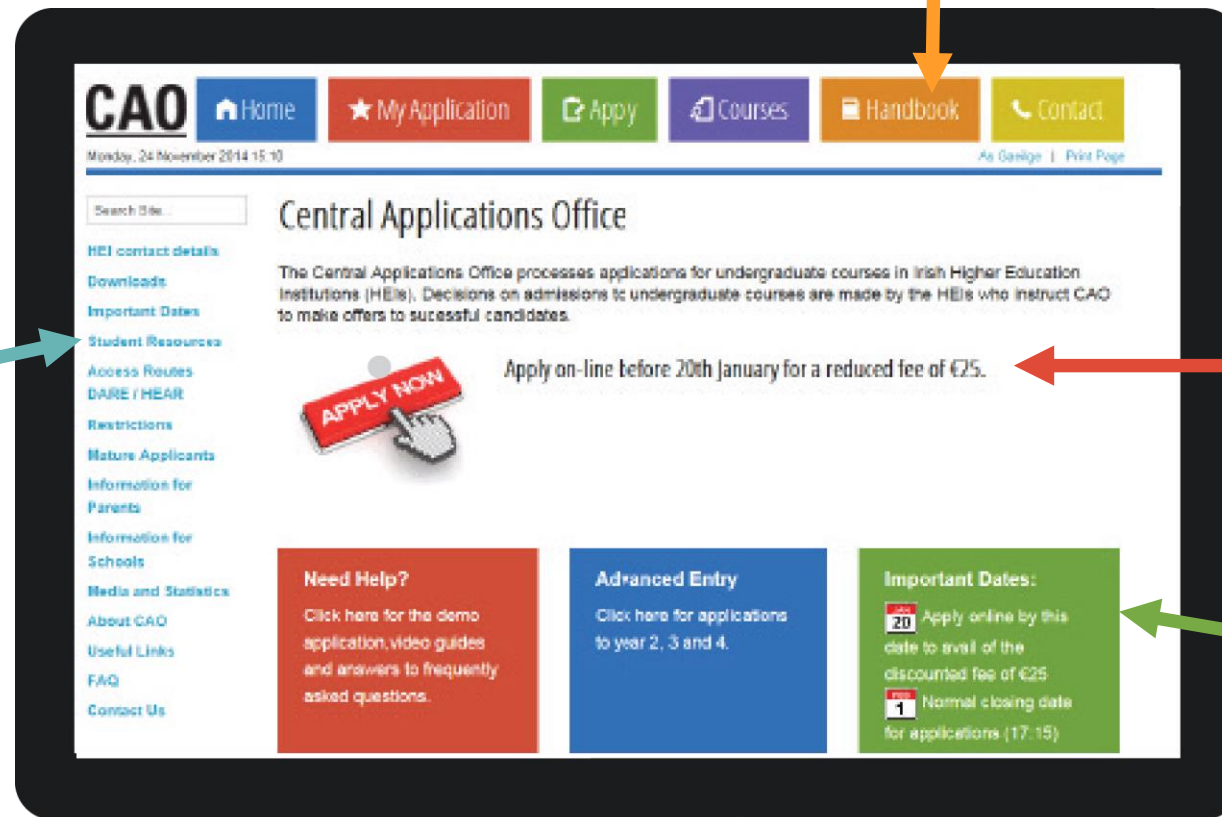 CAO
Home
My Application
Appy
Courses
Handbook
Contact
Monday, 24 November 2014 15:10
As Gaeilge | Print Page
Search Site...
HEI contact details
Downloads
Important Dates
Student Resources
Access Routes
DARE / HEAR
Restrictions
Mature Applicants
Information for
Parents
Information for
Schools
Media and Statistics
About CAO
Useful Links
FAQ
Contact Us
Central Applications Office
The Central Applications Office processes applications for undergraduate courses in Irish Higher Education
Institutions (HEIs). Decisions on admissions to undergraduate courses are made by the HEIs who instruct CAO
to make offers to sucessful candidates.
APPLY NOW
Apply on-line before 20th January for a reduced fee of €25.
Need Help?
Click here for the demo
application, video guides
and answers to frequently
asked questions.
Advanced Entry
Click here for applications
to year 2, 3 and 4.
Important Dates:
JAN
20 Apply online by this
date to avail of the
discounted fee of €25
FEB
1 Normal closing date
for applications (17:15)